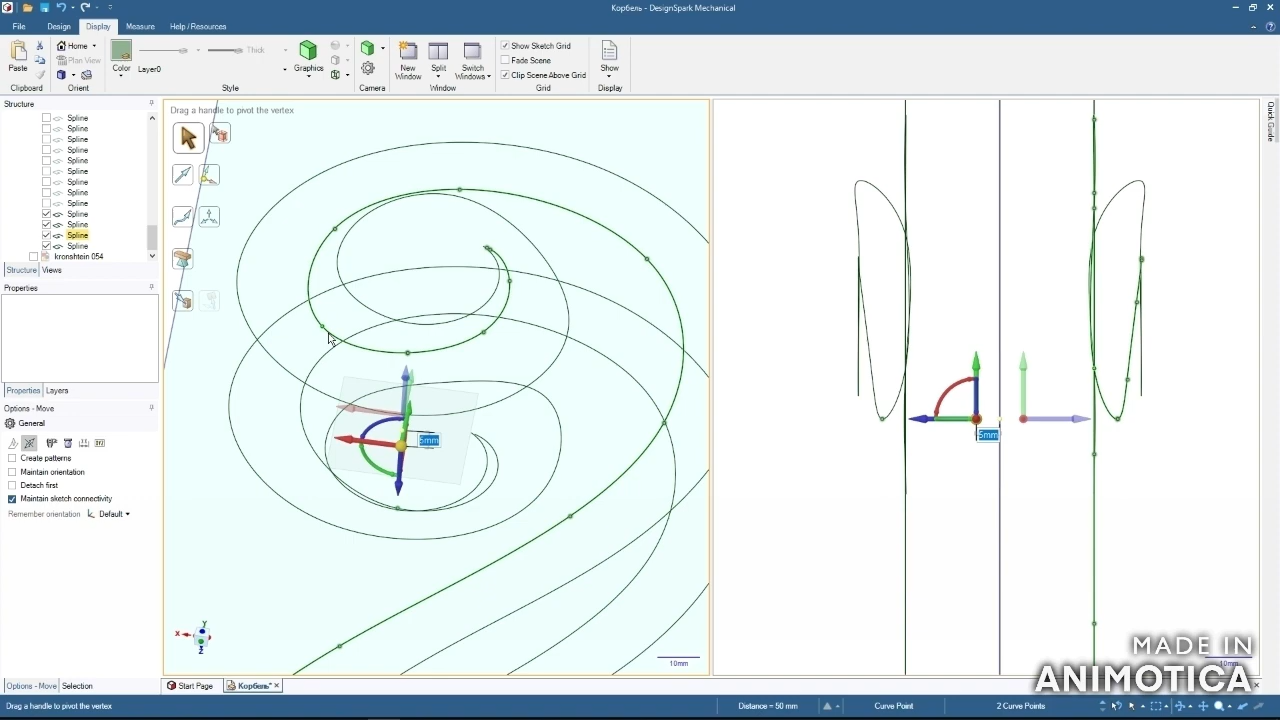 Корбель - DesignSpark Mechanical
File Design Display Measure Help / Resources
Paste
Clipboard
Home
Plan View
Orient
Color
Layer0
Thick
Graphics
Style
Camera
New Window
Split
Switch Windows
Window
Show Sketch Grid
Fade Scene
Clip Scene Above Grid
Grid
Show
Display
Structure
Spline
Spline
Spline
Spline
Spline
Spline
Spline
Spline
Spline
Spline
Spline
Spline
Spline
kronshtein 054
Structure Views
Properties
Properties Layers
Options - Move
General
Create patterns
Maintain orientation
Detach first
Maintain sketch connectivity
Remember orientation Default
Options - Move Selection
Drag a handle to pivot the vertex
5mm
X
Y
Z
10mm
5mm
10mm
Quick Guide
MADE IN
ANIMOTICA
Start Page Корбель*
Drag a handle to pivot the vertex
Distance = 50 mm
Curve Point
2 Curve Points